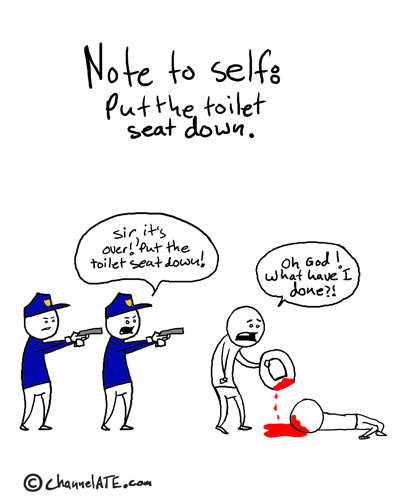 Note to self:
Put the toilet
seat down.
Sir, it's
over! Put the
toilet seat down!
Oh God!
What have I
done?!
© channelATE.com